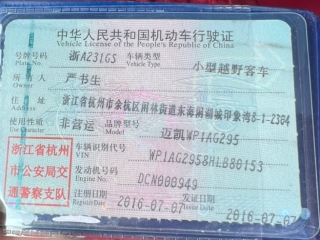 中华人民共和国机动车行驶证
Vehicle License of the People's Republic of China
号牌号码 浙A231GS 车辆类型 小型越野客车
Plate No. Vehicle Type
所有人 严书生
Owner
住址 浙江省杭州市余杭区闲林街道东海闲湖城印象湾8-1-2304
Address
使用性质 非营运 品牌型号 迈凯WP1AG295
Use Character Model
浙江省杭州
市公安局交
通警察支队
车辆识别代号 WP1AG2958HLB80153
VIN
发动机号码 DCN000949
Engine No.
注册日期 2016-07-07 发证日期 2016-07-07
Register Date Issue Date